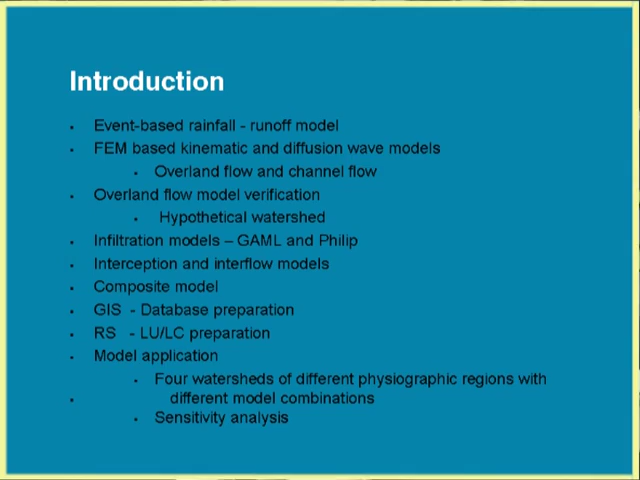 Introduction
• Event-based rainfall - runoff model
• FEM based kinematic and diffusion wave models
• Overland flow and channel flow
• Overland flow model verification
• Hypothetical watershed
• Infiltration models – GAML and Philip
• Interception and interflow models
• Composite model
• GIS - Database preparation
• RS - LU/LC preparation
• Model application
• Four watersheds of different physiographic regions with
• different model combinations
• Sensitivity analysis